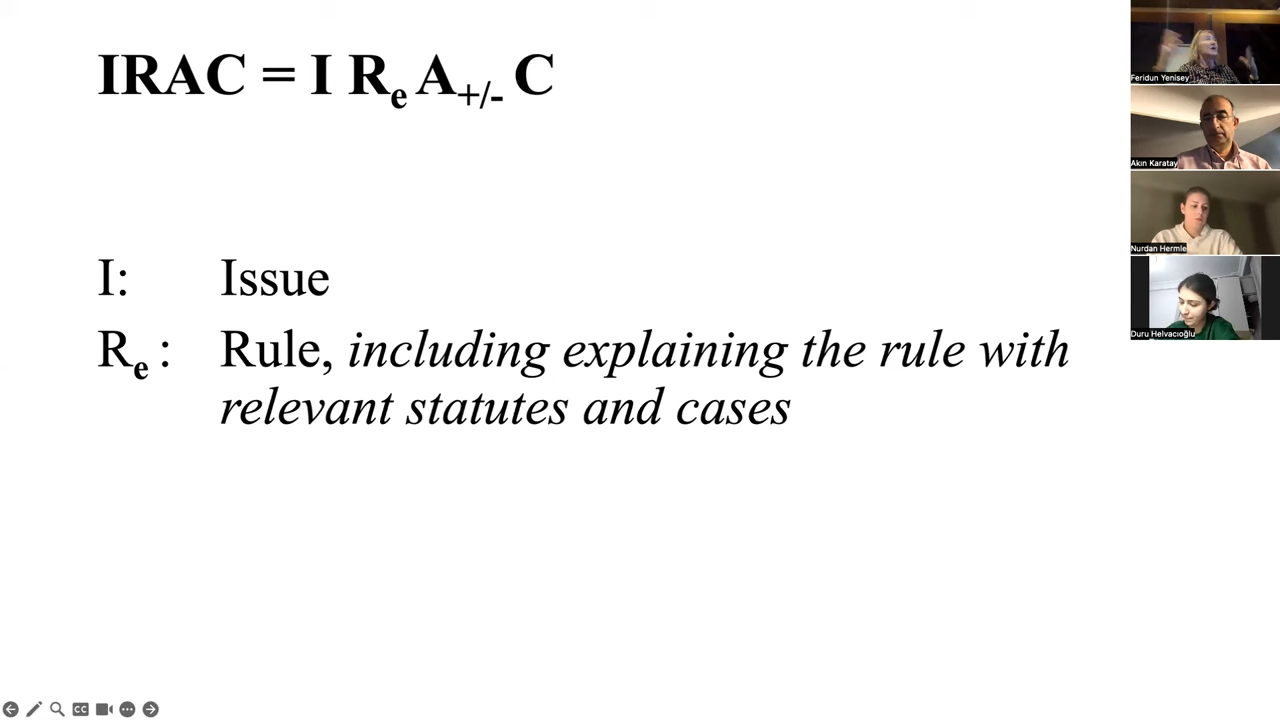 IRAC = I Re A+/- C
I: Issue
Re : Rule, including explaining the rule with
relevant statutes and cases
Feridun Yenisey
Akın Karatay
Nurdan Hermle
Duru Helvacıoğlu
CC